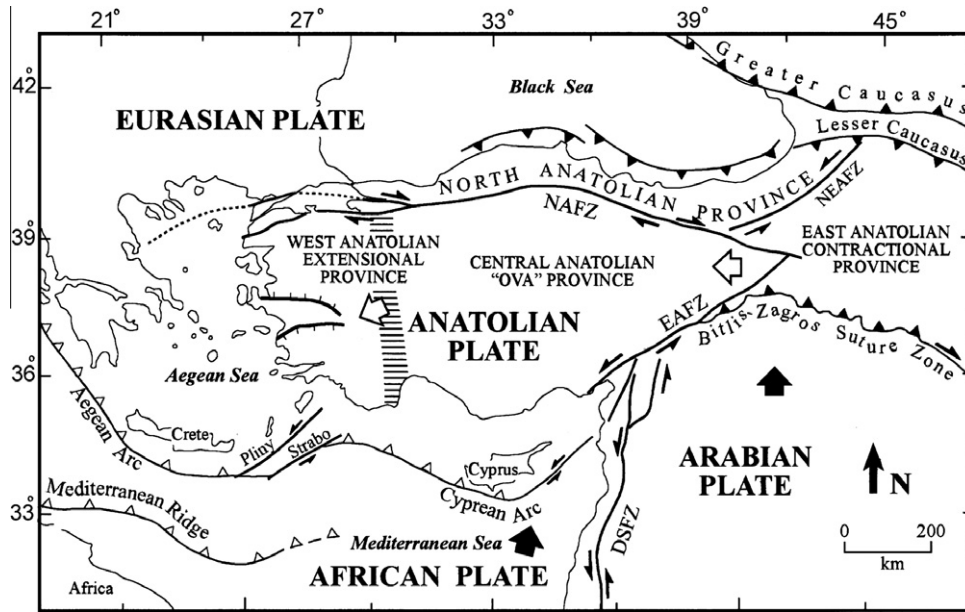 21° 27° 33° 39° 45°
42°
39°
36°
33°
Black Sea
Greater Caucasus
Lesser Caucasus
EURASIAN PLATE
NORTH ANATOLIAN PROVINCE
NAFZ
NEAFZ
WEST ANATOLIAN
EXTENSIONAL
PROVINCE
CENTRAL ANATOLIAN
"OVA" PROVINCE
EAST ANATOLIAN
CONTRACTIONAL
PROVINCE
EAFZ
Bitjis-Zagros Suture Zone
ANATOLIAN
PLATE
Aegean Sea
Aegean Arc
Crete
Pliny
Strabo
Cyprus
Cyprean Arc
ARABIAN
PLATE
N
Mediterranean Ridge
Mediterranean Sea
DSFZ
0 200
km
AFRICAN PLATE
Africa